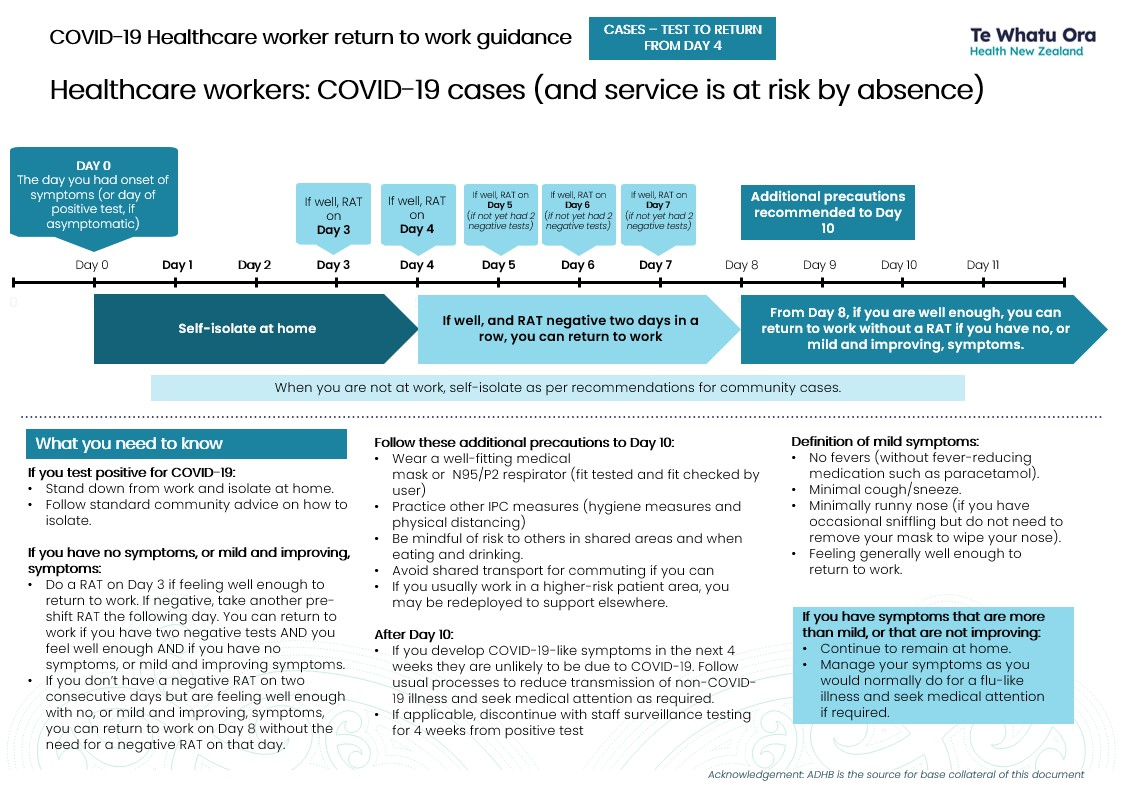 COVID-19 Healthcare worker return to work guidance
CASES – TEST TO RETURN
FROM DAY 4
Te Whatu Ora
Health New Zealand
Healthcare workers: COVID-19 cases (and service is at risk by absence)
DAY 0
The day you had onset of
symptoms (or day of
positive test, if
asymptomatic)
If well, RAT
on
Day 3
If well, RAT
on
Day 4
If well, RAT on
Day 5
(if not yet had 2
negative tests)
If well, RAT on
Day 6
(if not yet had 2
negative tests)
If well, RAT on
Day 7
(if not yet had 2
negative tests)
Additional precautions
recommended to Day
10
Day 0
Day 1
Day 2
Day 3
Day 4
Day 5
Day 6
Day 7
Day 8
Day 9
Day 10
Day 11
0
Self-isolate at home
If well, and RAT negative two days in a
row, you can return to work
From Day 8, if you are well enough, you can
return to work without a RAT if you have no, or
mild and improving, symptoms.
When you are not at work, self-isolate as per recommendations for community cases.
What you need to know
If you test positive for COVID-19:
• Stand down from work and isolate at home.
• Follow standard community advice on how to
isolate.
If you have no symptoms, or mild and improving,
symptoms:
• Do a RAT on Day 3 if feeling well enough to
return to work. If negative, take another pre-
shift RAT the following day. You can return to
work if you have two negative tests AND you
feel well enough AND if you have no
symptoms, or mild and improving symptoms.
• If you don't have a negative RAT on two
consecutive days but are feeling well enough
with no, or mild and improving, symptoms,
you can return to work on Day 8 without the
need for a negative RAT on that day.
Follow these additional precautions to Day 10:
• Wear a well-fitting medical
mask or N95/P2 respirator (fit tested and fit checked by
user)
• Practice other IPC measures (hygiene measures and
physical distancing)
• Be mindful of risk to others in shared areas and when
eating and drinking.
• Avoid shared transport for commuting if you can
• If you usually work in a higher-risk patient area, you
may be redeployed to support elsewhere.
After Day 10:
• If you develop COVID-19-like symptoms in the next 4
weeks they are unlikely to be due to COVID-19. Follow
usual processes to reduce transmission of non-COVID-
19 illness and seek medical attention as required.
• If applicable, discontinue with staff surveillance testing
for 4 weeks from positive test
Definition of mild symptoms:
• No fevers (without fever-reducing
medication such as paracetamol).
• Minimal cough/sneeze.
• Minimally runny nose (if you have
occasional sniffling but do not need to
remove your mask to wipe your nose).
• Feeling generally well enough to
return to work.
If you have symptoms that are more
than mild, or that are not improving:
• Continue to remain at home.
• Manage your symptoms as you
would normally do for a flu-like
illness and seek medical attention
if required.
Acknowledgement: ADHB is the source for base collateral of this document